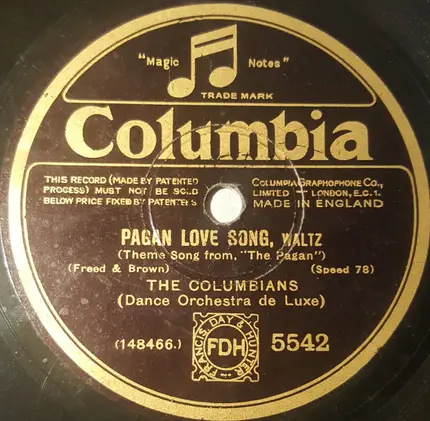 "Magic Notes"
TRADE MARK
Columbia
THIS RECORD (MADE BY PATENTED
PROCESS) MUST NOT BE SOLD
BELOW PRICE FIXED BY PATENTEES
COLUMBIA GRAPHOPHONE CO.,
LIMITED — LONDON, E.C.1.
MADE IN ENGLAND
PAGAN LOVE SONG, WALTZ
(Theme Song from, "The Pagan")
(Freed & Brown) (Speed 78)
THE COLUMBIANS
(Dance Orchestra de Luxe)
(148466.)
FRANCIS, DAY & HUNTER
FDH
5542